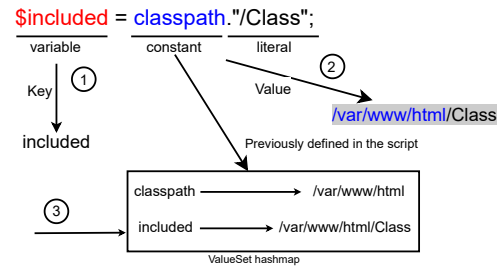 $included = classpath."/Class";
variable constant literal
1 2
Key Value
/var/www/html/Class
included
Previously defined in the script
classpath /var/www/html
3
included /var/www/html/Class
ValueSet hashmap